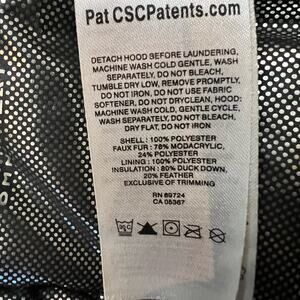 Pat CSCPatents.com
DETACH HOOD BEFORE LAUNDERING,
MACHINE WASH COLD GENTLE, WASH
SEPARATELY, DO NOT BLEACH,
TUMBLE DRY LOW, REMOVE PROMPTLY,
DO NOT IRON, DO NOT USE FABRIC
SOFTENER, DO NOT DRYCLEAN, HOOD:
MACHINE WASH COLD, GENTLE CYCLE,
WASH SEPARATELY, DO NOT BLEACH,
DRY FLAT, DO NOT IRON
SHELL : 100% POLYESTER
FAUX FUR : 76% MODACRYLIC,
24% POLYESTER
LINING : 100% POLYESTER
INSULATION : 80% DUCK DOWN,
20% FEATHER
EXCLUSIVE OF TRIMMING
RN 69724
CA 05367